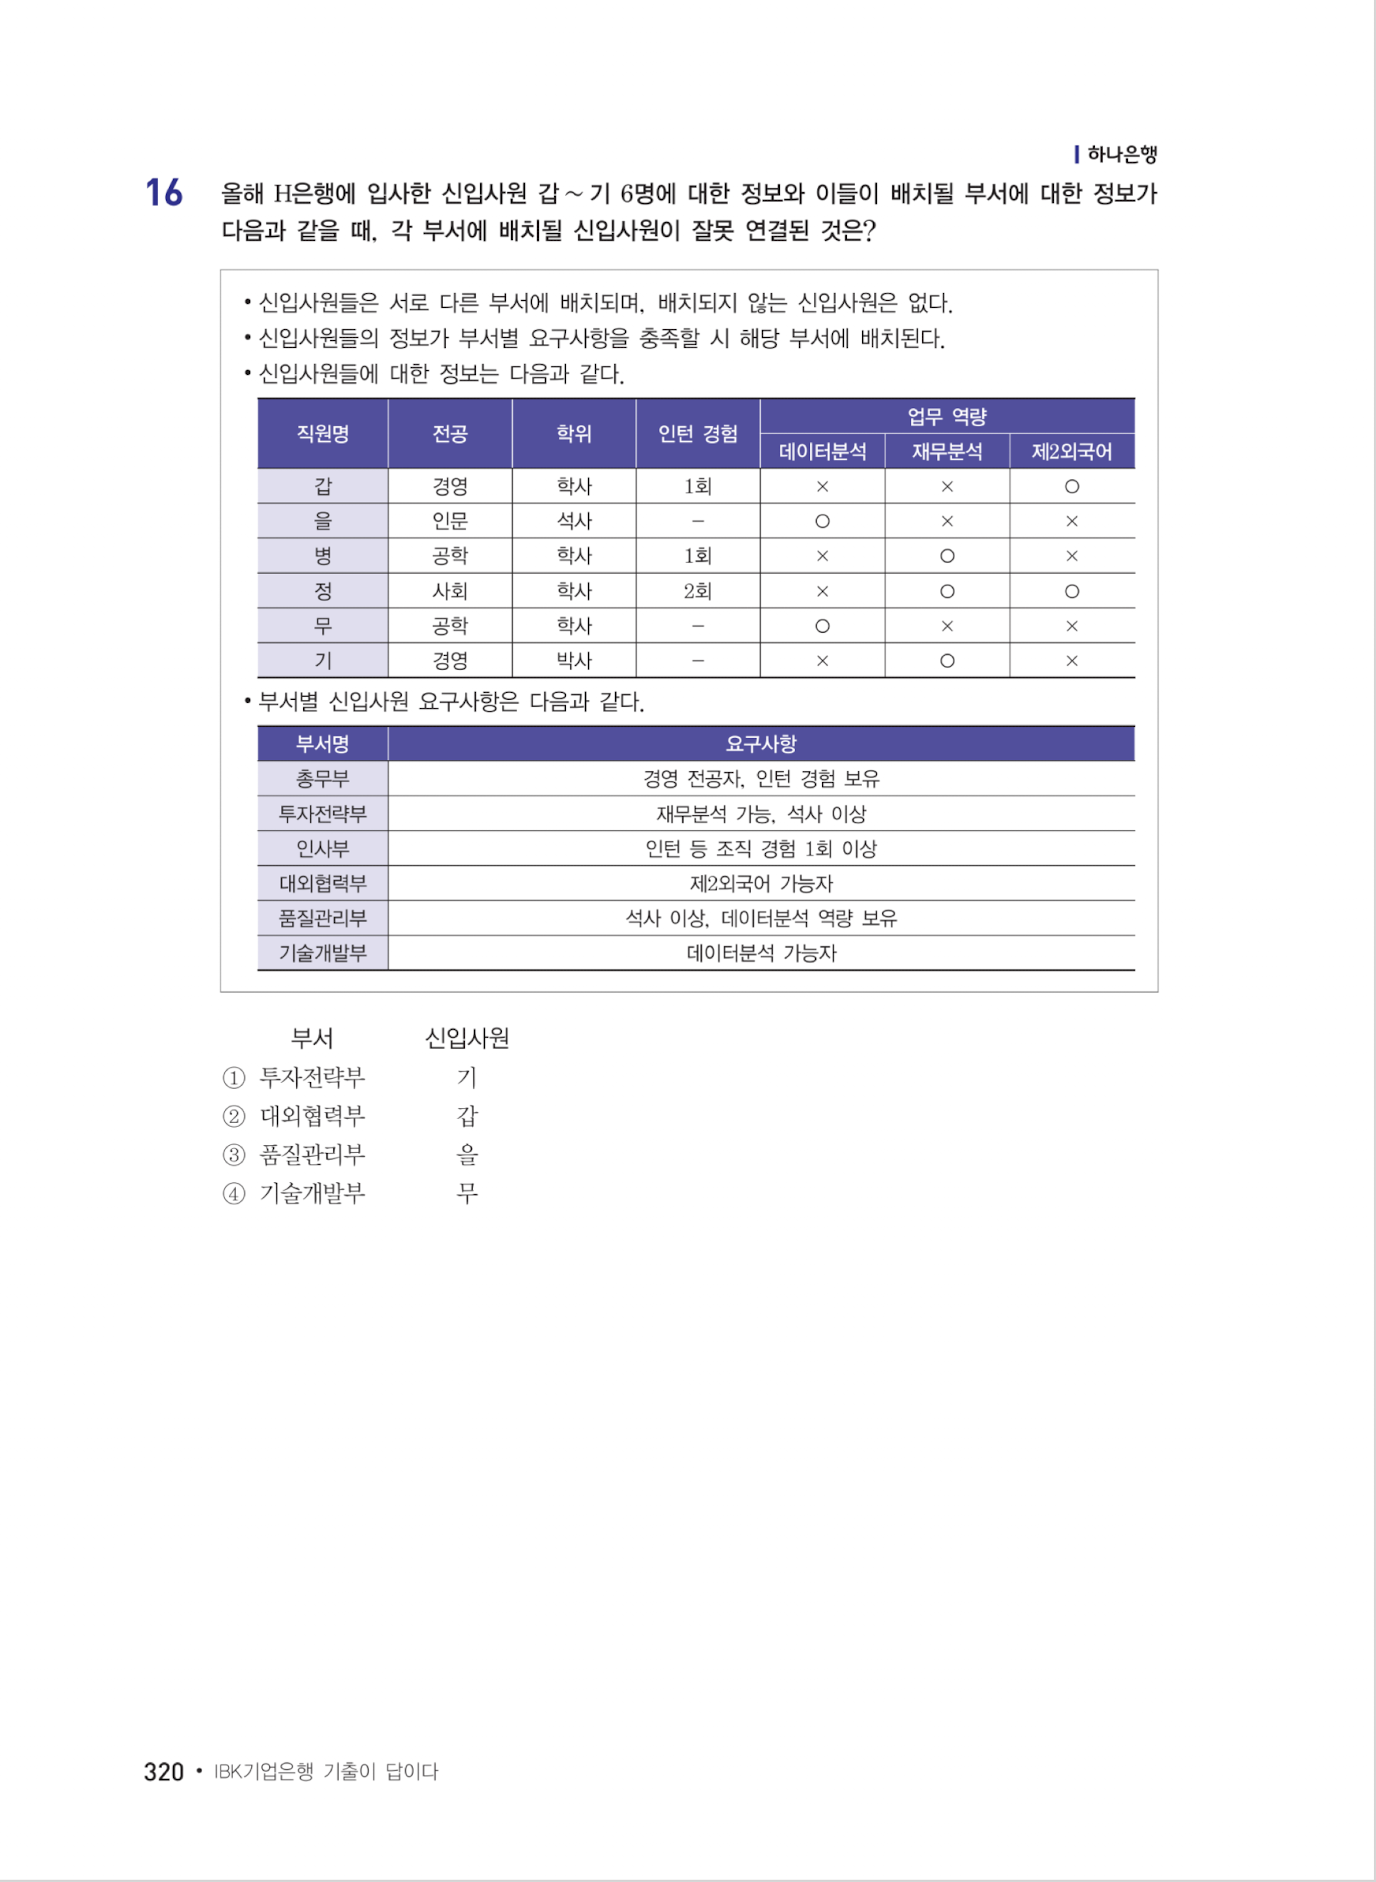 하나은행
16 올해 H은행에 입사한 신입사원 갑 ~ 기 6명에 대한 정보와 이들이 배치될 부서에 대한 정보가
다음과 같을 때, 각 부서에 배치될 신입사원이 잘못 연결된 것은?
• 신입사원들은 서로 다른 부서에 배치되며, 배치되지 않는 신입사원은 없다.
• 신입사원들의 정보가 부서별 요구사항을 충족할 시 해당 부서에 배치된다.
• 신입사원들에 대한 정보는 다음과 같다.
직원명 전공 학위 인턴 경험 업무 역량
데이터분석 재무분석 제2외국어
갑 경영 학사 1회 × × ○
을 인문 석사 - ○ × ×
병 공학 학사 1회 × ○ ×
정 사회 학사 2회 × ○ ○
무 공학 학사 - ○ × ×
기 경영 박사 - × ○ ×
• 부서별 신입사원 요구사항은 다음과 같다.
부서명 요구사항
총무부 경영 전공자, 인턴 경험 보유
투자전략부 재무분석 가능, 석사 이상
인사부 인턴 등 조직 경험 1회 이상
대외협력부 제2외국어 가능자
품질관리부 석사 이상, 데이터분석 역량 보유
기술개발부 데이터분석 가능자
부서 신입사원
① 투자전략부 기
② 대외협력부 갑
③ 품질관리부 을
④ 기술개발부 무
320 • IBK기업은행 기출이 답이다